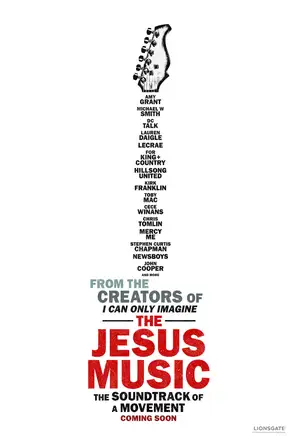 AMY
GRANT
MICHAEL W
SMITH
DC
TALK
LAUREN
DAIGLE
LECRAE
FOR
KING+
COUNTRY
HILLSONG
UNITED
KIRK
FRANKLIN
TOBY
MAC
CECE
WINANS
CHRIS
TOMLIN
MERCY
ME
STEPHEN CURTIS
CHAPMAN
NEWSBOYS
JOHN
COOPER
AND MORE
FROM THE
CREATORS OF
I CAN ONLY IMAGINE
THE
JESUS
MUSIC
THE SOUNDTRACK OF
A MOVEMENT
COMING SOON
LIONSGATE